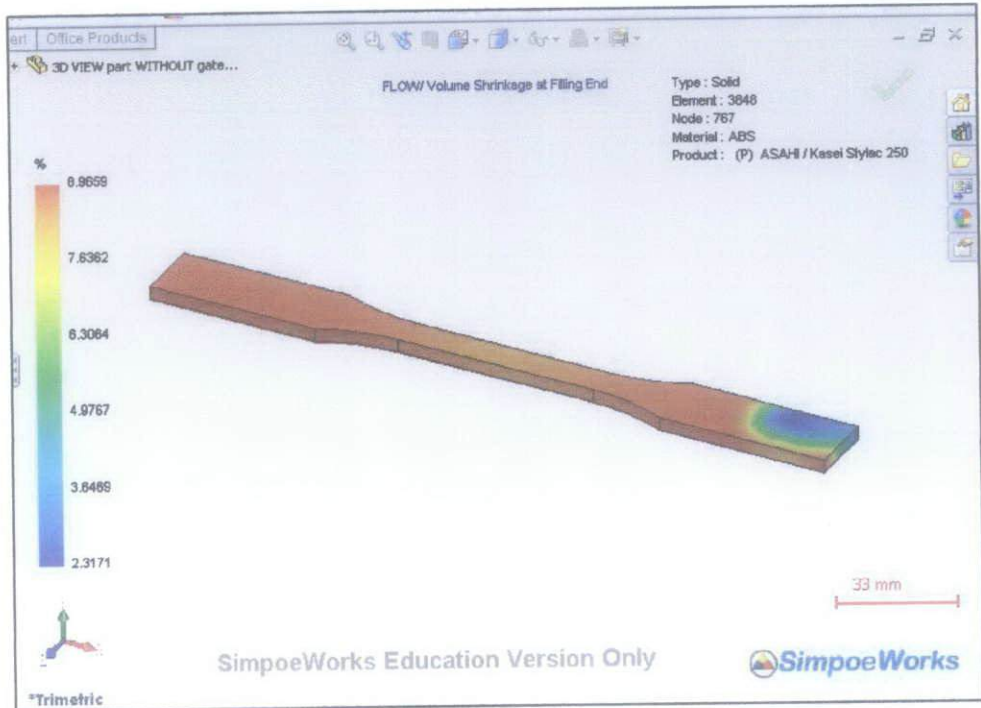 ert Office Products
3D VIEW part WITHOUT gate...
FLOW/ Volume Shrinkage at Filling End
Type : Solid
Element : 3648
Node : 767
Material : ABS
Product : (P) ASAHI / Kasei Stylac 250
%
8.9659
7.6362
6.3064
4.9767
3.6469
2.3171
33 mm
SimpoeWorks Education Version Only
SimpoeWorks
*Trimetric